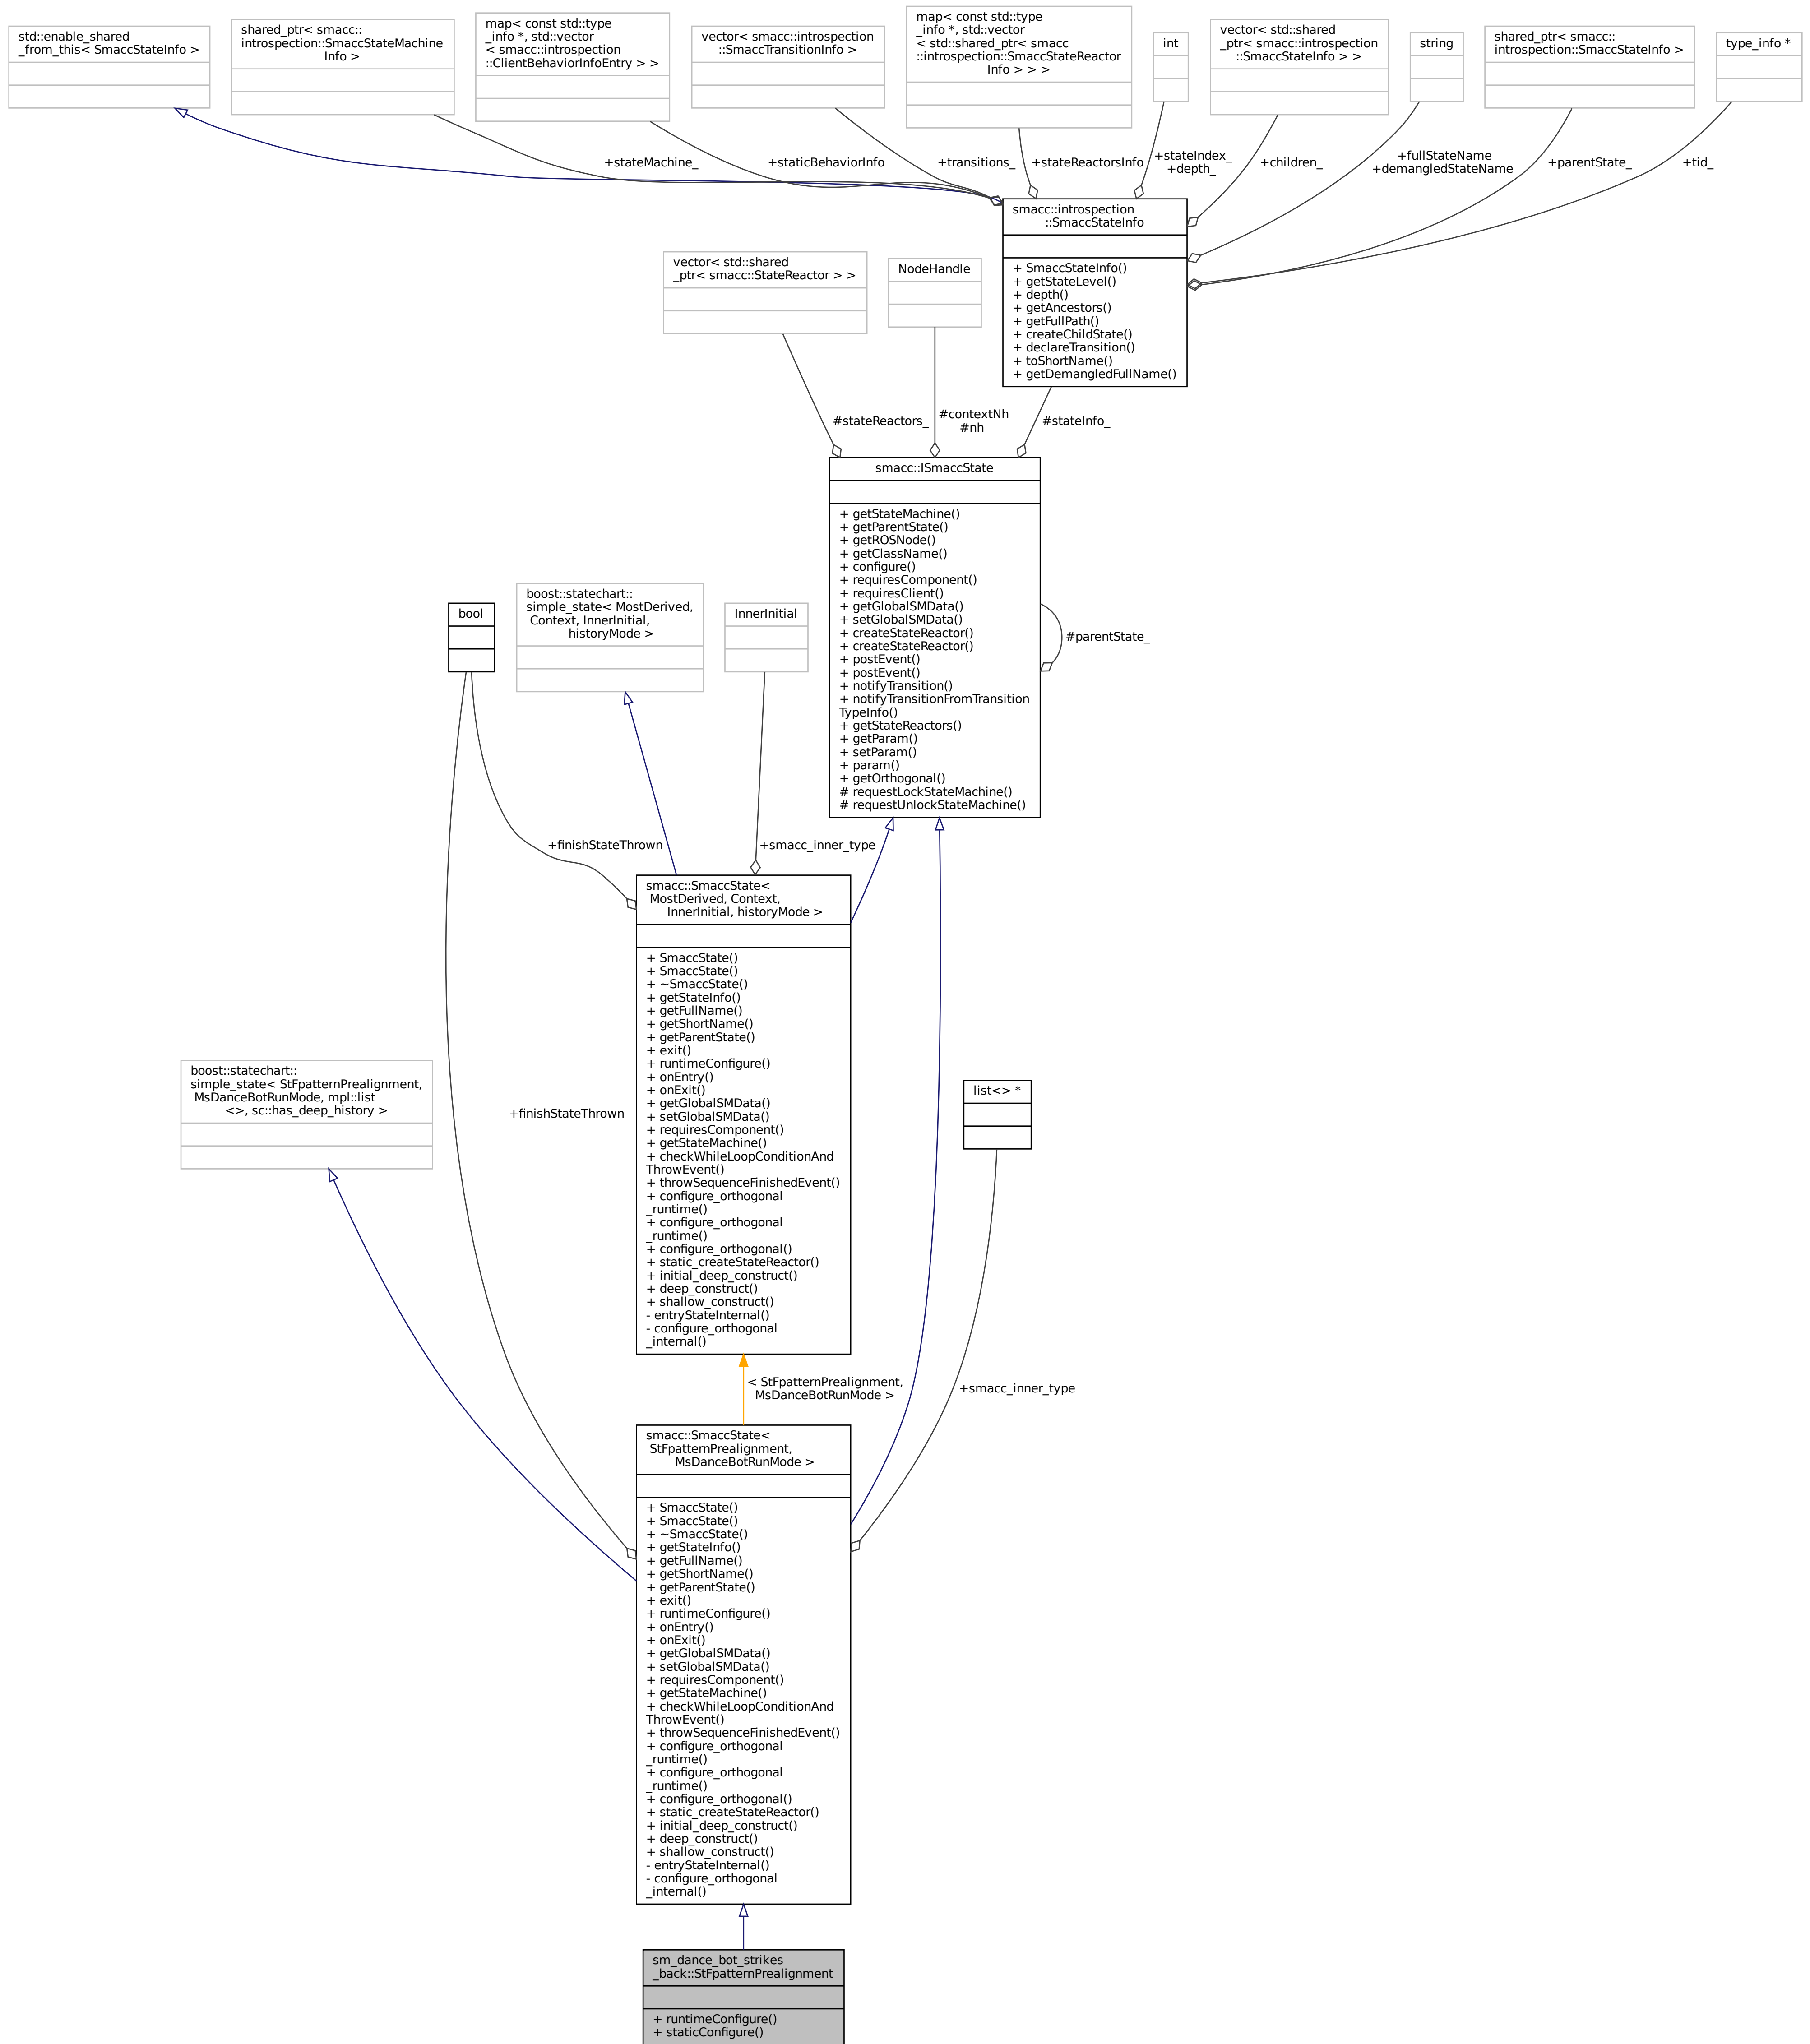 std::enable_shared
_from_this< SmaccStateInfo >
shared_ptr< smacc::
introspection::SmaccStateMachine
Info >
map< const std::type
_info *, std::vector
< smacc::introspection
::ClientBehaviorInfoEntry > >
vector< smacc::introspection
::SmaccTransitionInfo >
map< const std::type
_info *, std::vector
< std::shared_ptr< smacc
::introspection::SmaccStateReactor
Info > > >
int
vector< std::shared
_ptr< smacc::introspection
::SmaccStateInfo > >
string
shared_ptr< smacc::
introspection::SmaccStateInfo >
type_info *
+stateMachine_
+staticBehaviorInfo
+transitions_
+stateReactorsInfo
+stateIndex_
+depth_
+children_
+fullStateName
+demangledStateName
+parentState_
+tid_
smacc::introspection
::SmaccStateInfo
+ SmaccStateInfo()
+ getStateLevel()
+ depth()
+ getAncestors()
+ getFullPath()
+ createChildState()
+ declareTransition()
+ toShortName()
+ getDemangledFullName()
vector< std::shared
_ptr< smacc::StateReactor > >
NodeHandle
#stateReactors_
#contextNh
#nh
#stateInfo_
smacc::ISmaccState
+ getStateMachine()
+ getParentState()
+ getROSNode()
+ getClassName()
+ configure()
+ requiresComponent()
+ requiresClient()
+ getGlobalSMData()
+ setGlobalSMData()
+ createStateReactor()
+ createStateReactor()
+ postEvent()
+ postEvent()
+ notifyTransition()
+ notifyTransitionFromTransition
TypeInfo()
+ getStateReactors()
+ getParam()
+ setParam()
+ param()
+ getOrthogonal()
# requestLockStateMachine()
# requestUnlockStateMachine()
#parentState_
bool
boost::statechart::
simple_state< MostDerived,
Context, InnerInitial,
historyMode >
InnerInitial
+finishStateThrown
+smacc_inner_type
smacc::SmaccState<
MostDerived, Context,
InnerInitial, historyMode >
+ SmaccState()
+ SmaccState()
+ ~SmaccState()
+ getStateInfo()
+ getFullName()
+ getShortName()
+ getParentState()
+ exit()
+ runtimeConfigure()
+ onEntry()
+ onExit()
+ getGlobalSMData()
+ setGlobalSMData()
+ requiresComponent()
+ getStateMachine()
+ checkWhileLoopConditionAnd
ThrowEvent()
+ throwSequenceFinishedEvent()
+ configure_orthogonal
_runtime()
+ configure_orthogonal
_runtime()
+ configure_orthogonal()
+ static_createStateReactor()
+ initial_deep_construct()
+ deep_construct()
+ shallow_construct()
- entryStateInternal()
- configure_orthogonal
_internal()
boost::statechart::
simple_state< StFpatternPrealignment,
MsDanceBotRunMode, mpl::list
<>, sc::has_deep_history >
list<> *
+finishStateThrown
< StFpatternPrealignment,
MsDanceBotRunMode >
+smacc_inner_type
smacc::SmaccState<
StFpatternPrealignment,
MsDanceBotRunMode >
+ SmaccState()
+ SmaccState()
+ ~SmaccState()
+ getStateInfo()
+ getFullName()
+ getShortName()
+ getParentState()
+ exit()
+ runtimeConfigure()
+ onEntry()
+ onExit()
+ getGlobalSMData()
+ setGlobalSMData()
+ requiresComponent()
+ getStateMachine()
+ checkWhileLoopConditionAnd
ThrowEvent()
+ throwSequenceFinishedEvent()
+ configure_orthogonal
_runtime()
+ configure_orthogonal
_runtime()
+ configure_orthogonal()
+ static_createStateReactor()
+ initial_deep_construct()
+ deep_construct()
+ shallow_construct()
- entryStateInternal()
- configure_orthogonal
_internal()
sm_dance_bot_strikes
_back::StFpatternPrealignment
+ runtimeConfigure()
+ staticConfigure()